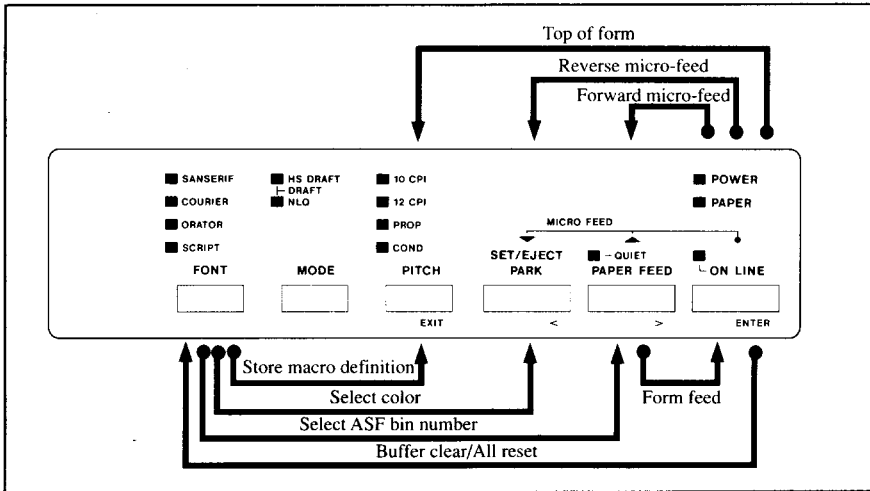 Top of form
Reverse micro-feed
Forward micro-feed
SANSERIF
HS DRAFT
10 CPI
POWER
DRAFT
COURIER
NLQ
12 CPI
PAPER
ORATOR
PROP
MICRO FEED
SCRIPT
COND
SET/EJECT
QUIET
FONT
MODE
PITCH
PARK
PAPER FEED
ON LINE
EXIT
<
>
ENTER
Store macro definition
Select color
Form feed
Select ASF bin number
Buffer clear/All reset